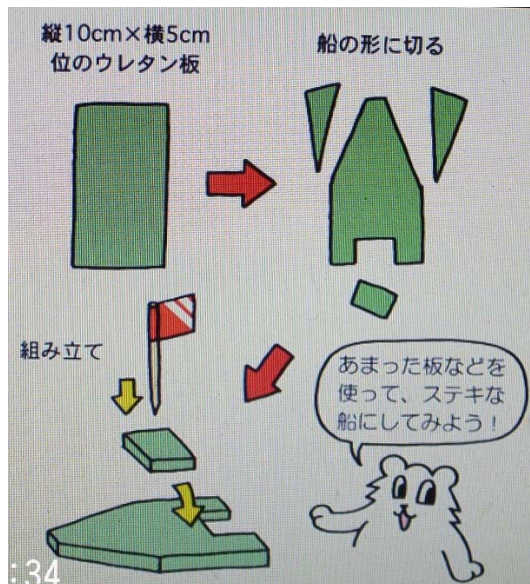 縦10cm×横5cm
位のウレタン板
船の形に切る
組み立て
あまった板などを
使って、ステキな
船にしてみよう！
:34